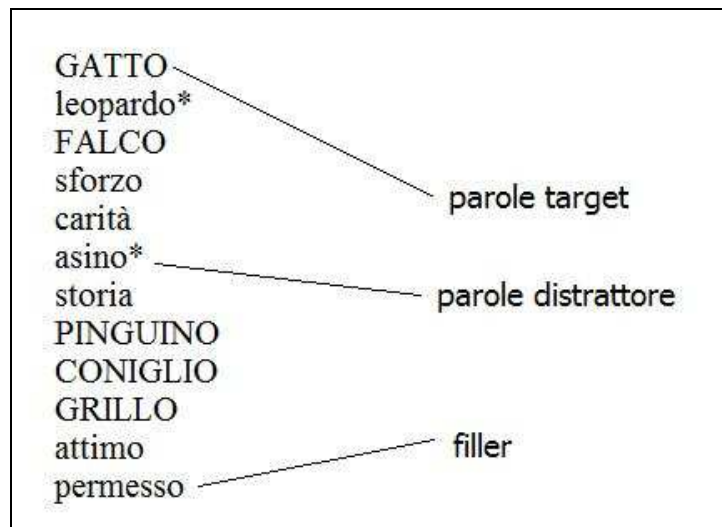 GATTO
leopardo*
FALCO
sforzo
parole target
carità
asino*
storia
parole distrattore
PINGUINO
CONIGLIO
GRILLO
attimo
filler
permesso